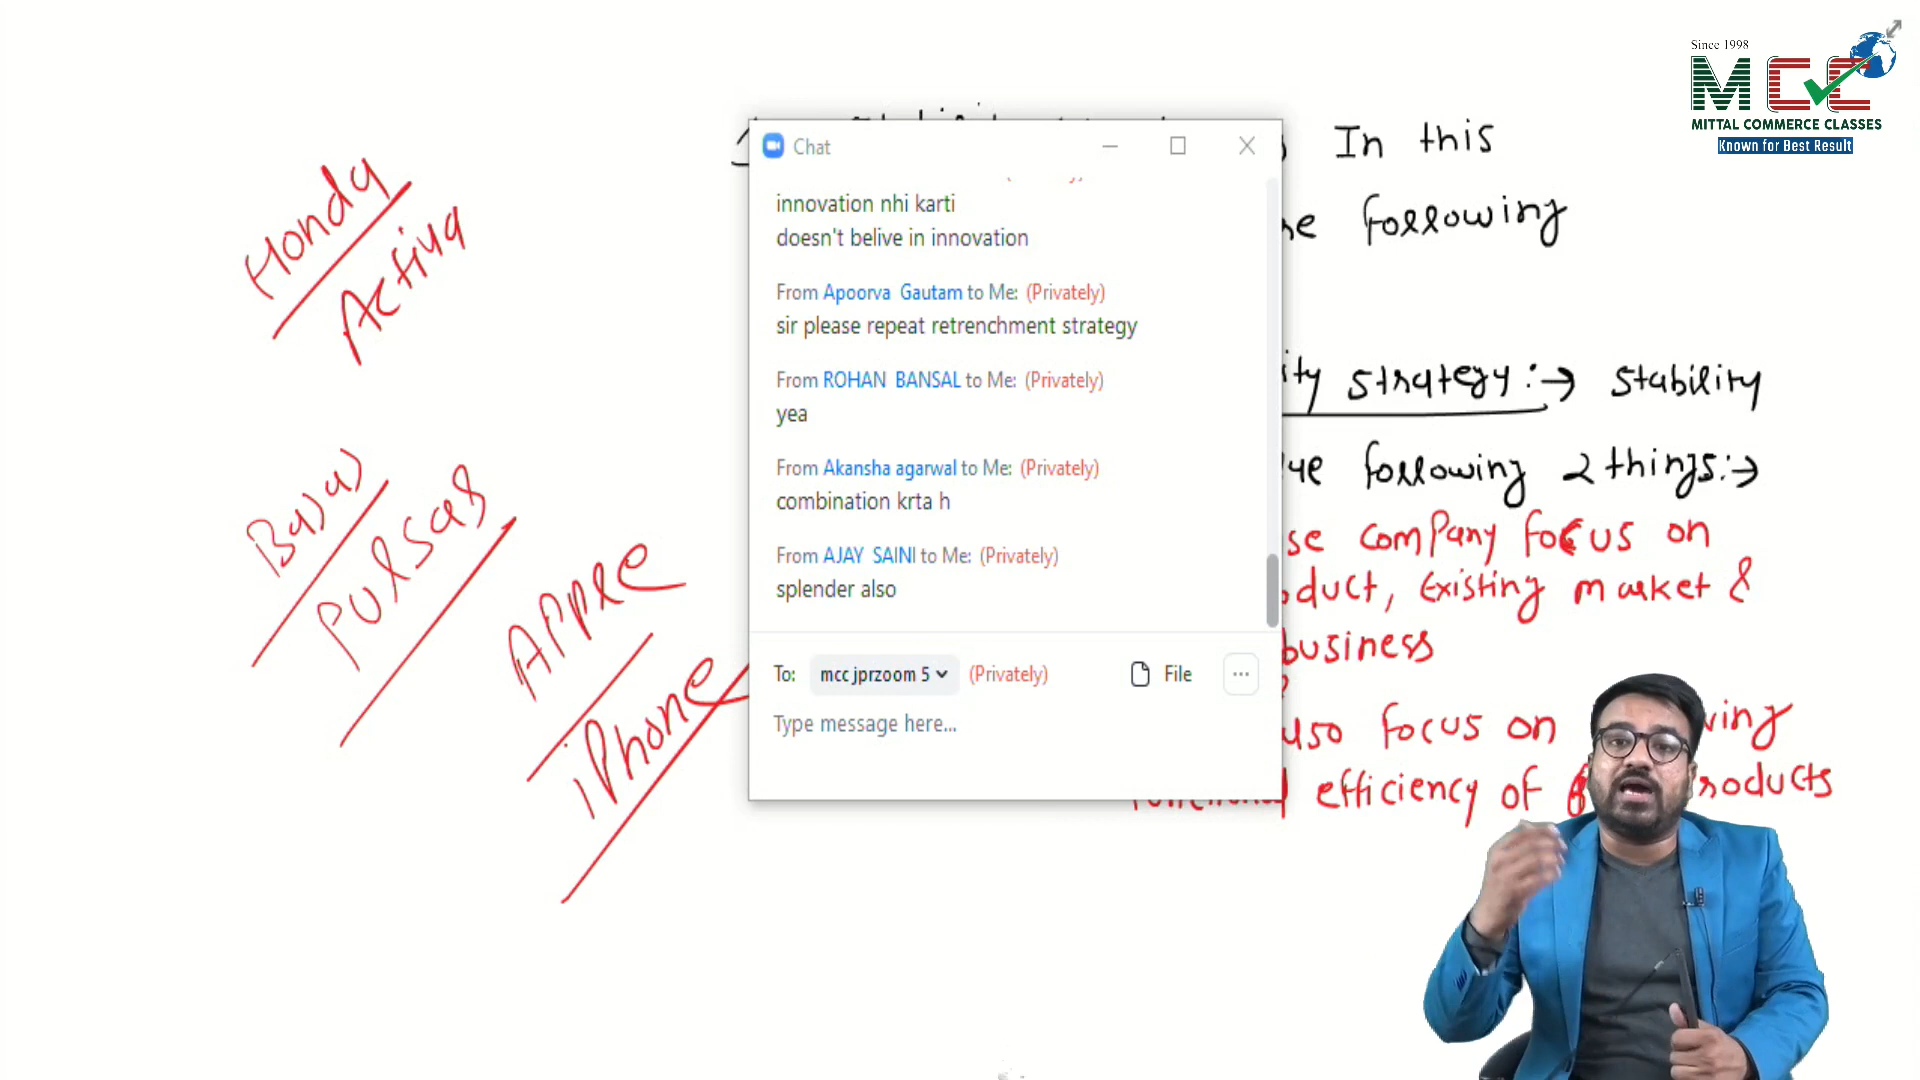 Since 1998
MCC
MITTAL COMMERCE CLASSES
Known for Best Result
Honda
Activa
Bajaj
Pulsar
Apple
iPhone
In this
following
strategy :→ stability
following 2 things:→
company focus on
Existing market &
business
focus on
efficiency of
Chat
innovation nhi karti
doesn't belive in innovation
From Apoorva Gautam to Me: (Privately)
sir please repeat retrenchment strategy
From ROHAN BANSAL to Me: (Privately)
yea
From Akansha agarwal to Me: (Privately)
combination krta h
From AJAY SAINI to Me: (Privately)
splender also
To: mcc jprzoom 5 (Privately) File
Type message here...